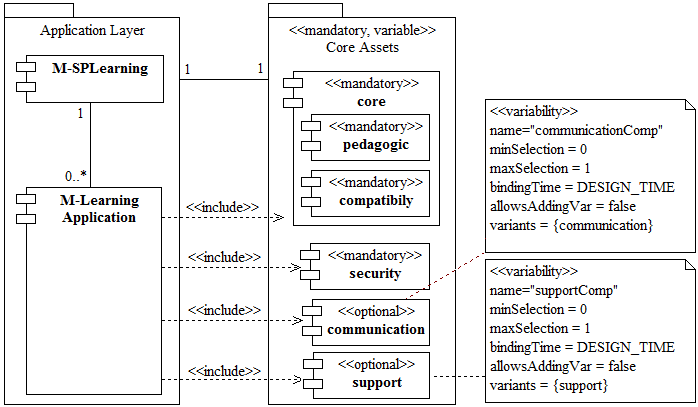 Application Layer
M-SPLearning
1
0..*
M-Learning
Application
1
1
<<include>>
<<include>>
<<include>>
<<include>>
<<mandatory, variable>>
Core Assets
<<mandatory>>
core
<<mandatory>>
pedagogic
<<mandatory>>
compatibily
<<mandatory>>
security
<<optional>>
communication
<<optional>>
support
<<variability>>
name="communicationComp"
minSelection = 0
maxSelection = 1
bindingTime = DESIGN_TIME
allowsAddingVar = false
variants = {communication}
<<variability>>
name="supportComp"
minSelection = 0
maxSelection = 1
bindingTime = DESIGN_TIME
allowsAddingVar = false
variants = {support}